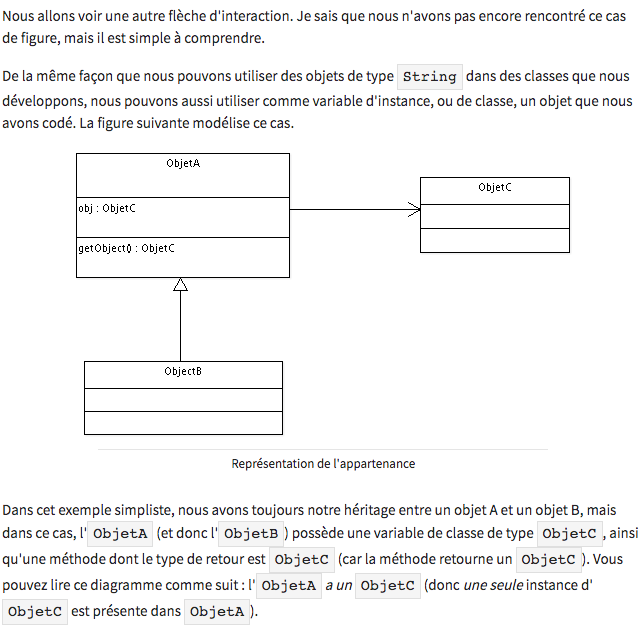 Nous allons voir une autre flèche d'interaction. Je sais que nous n'avons pas encore rencontré ce cas
de figure, mais il est simple à comprendre.
De la même façon que nous pouvons utiliser des objets de type String dans des classes que nous
développons, nous pouvons aussi utiliser comme variable d'instance, ou de classe, un objet que nous
avons codé. La figure suivante modélise ce cas.
ObjetA
obj : ObjetC
getObject() : ObjetC
ObjetC
ObjectB
Représentation de l'appartenance
Dans cet exemple simpliste, nous avons toujours notre héritage entre un objet A et un objet B, mais
dans ce cas, l' ObjetA (et donc l' ObjetB ) possède une variable de classe de type ObjetC , ainsi
qu'une méthode dont le type de retour est ObjetC (car la méthode retourne un ObjetC ). Vous
pouvez lire ce diagramme comme suit : l' ObjetA a un ObjetC (donc une seule instance d'
ObjetC est présente dans ObjetA ).